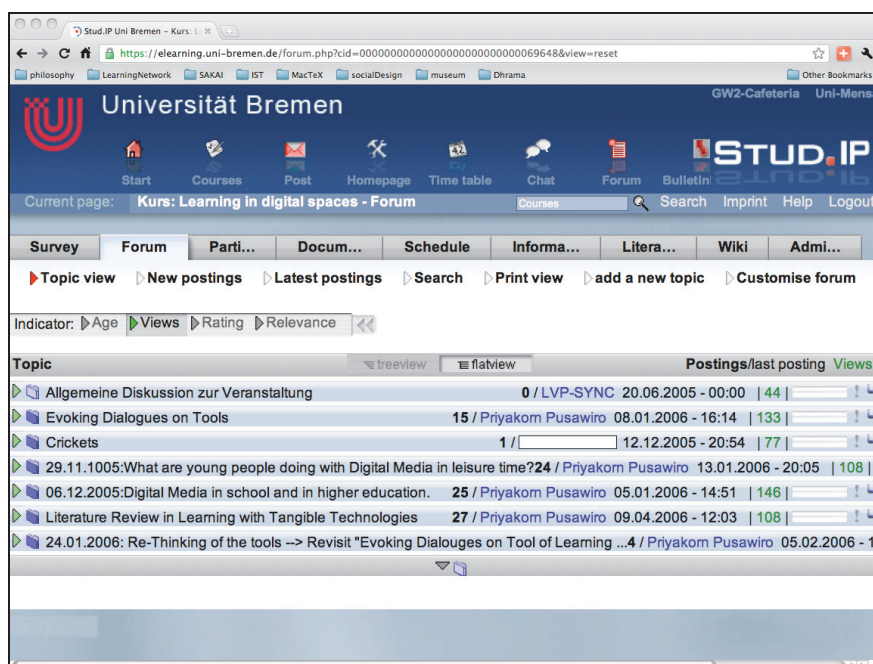 Stud.IP Uni Bremen – Kurs: L
https://elearning.uni-bremen.de/forum.php?cid=00000000000000000000000000069648&view=reset
philosophy LearningNetwork SAKAI IST MacTeX socialDesign museum Dhrama Other Bookmarks
GW2-Cafeteria Uni-Mens
Universität Bremen
STUD.IP
Start Courses Post Homepage Time table Chat Forum Bulletin
Current page: Kurs: Learning in digital spaces - Forum Courses Search Imprint Help Logout
Survey Forum Parti... Docum... Schedule Informa... Litera... Wiki Admi...
Topic view New postings Latest postings Search Print view add a new topic Customise forum
Indicator: Age Views Rating Relevance
Topic treeview flatview Postings/last posting Views
Allgemeine Diskussion zur Veranstaltung 0 / LVP-SYNC 20.06.2005 - 00:00 | 44 |
Evoking Dialogues on Tools 15 / Priyakorn Pusawiro 08.01.2006 - 16:14 | 133 |
Crickets 1 / 12.12.2005 - 20:54 | 77 |
29.11.1005:What are young people doing with Digital Media in leisure time?24 / Priyakorn Pusawiro 13.01.2006 - 20:05 | 108 |
06.12.2005:Digital Media in school and in higher education. 25 / Priyakorn Pusawiro 05.01.2006 - 14:51 | 146 |
Literature Review in Learning with Tangible Technologies 27 / Priyakorn Pusawiro 09.04.2006 - 12:03 | 108 |
24.01.2006: Re-Thinking of the tools --> Revisit "Evoking Dialouges on Tool of Learning ...4 / Priyakorn Pusawiro 05.02.2006 - 1